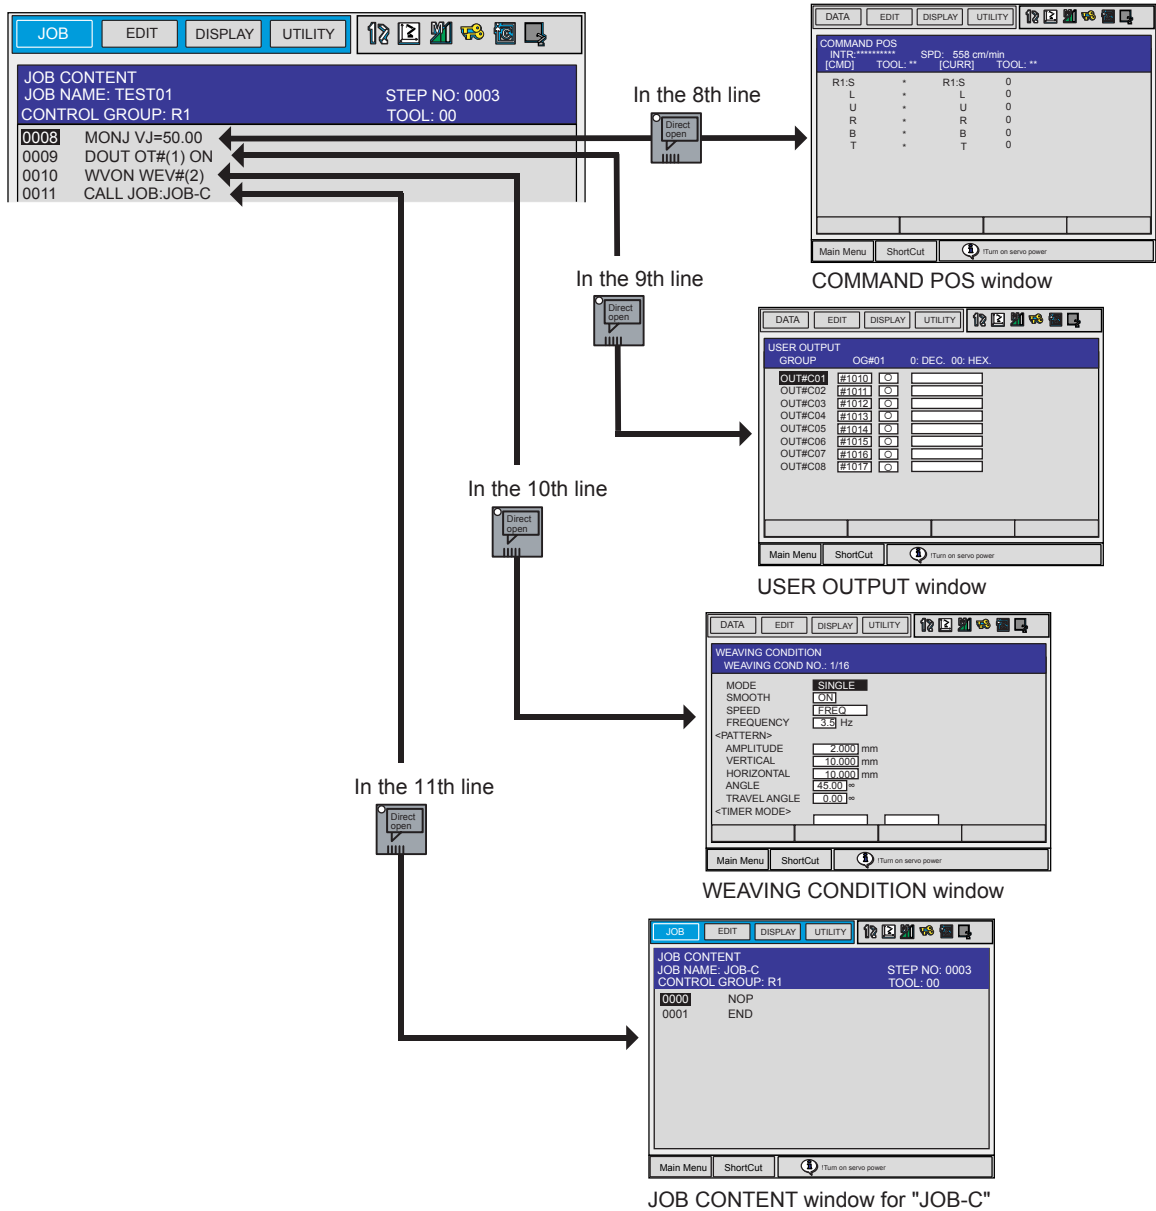 JOB EDIT DISPLAY UTILITY
JOB CONTENT
JOB NAME: TEST01 STEP NO: 0003
CONTROL GROUP: R1 TOOL: 00
0008 MONJ VJ=50.00
0009 DOUT OT#(1) ON
0010 WVON WEV#(2)
0011 CALL JOB:JOB-C
In the 8th line
Direct
open
DATA EDIT DISPLAY UTILITY
COMMAND POS
INTR:********** SPD: 558 cm/min
[CMD] TOOL: ** [CURR] TOOL: **
R1:S * R1:S 0
L * L 0
U * U 0
R * R 0
B * B 0
T * T 0
Main Menu ShortCut !Turn on servo power
COMMAND POS window
In the 9th line
Direct
open
DATA EDIT DISPLAY UTILITY
USER OUTPUT
GROUP OG#01 0: DEC. 00: HEX.
OUT#C01 #1010
OUT#C02 #1011
OUT#C03 #1012
OUT#C04 #1013
OUT#C05 #1014
OUT#C06 #1015
OUT#C07 #1016
OUT#C08 #1017
Main Menu ShortCut !Turn on servo power
USER OUTPUT window
In the 10th line
Direct
open
DATA EDIT DISPLAY UTILITY
WEAVING CONDITION
WEAVING COND NO.: 1/16
MODE SINGLE
SMOOTH ON
SPEED FREQ
FREQUENCY 3.5 Hz
<PATTERN>
AMPLITUDE 2.000 mm
VERTICAL 10.000 mm
HORIZONTAL 10.000 mm
ANGLE 45.00 ∞
TRAVEL ANGLE 0.00 ∞
<TIMER MODE>
Main Menu ShortCut !Turn on servo power
WEAVING CONDITION window
In the 11th line
Direct
open
JOB EDIT DISPLAY UTILITY
JOB CONTENT
JOB NAME: JOB-C STEP NO: 0003
CONTROL GROUP: R1 TOOL: 00
0000 NOP
0001 END
Main Menu ShortCut !Turn on servo power
JOB CONTENT window for "JOB-C"